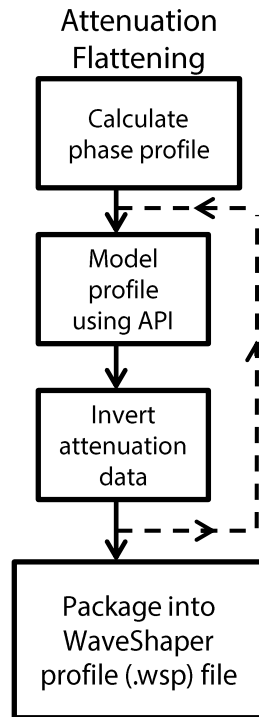 Attenuation
Flattening
Calculate
phase profile
Model
profile
using API
Invert
attenuation
data
Package into
WaveShaper
profile (.wsp) file